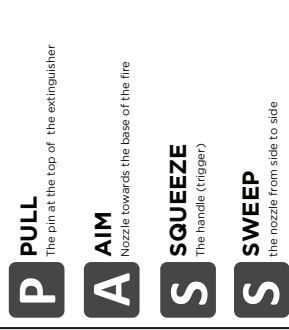 P
PULL
The pin at the top of the extinguisher
A
AIM
Nozzle towards the base of the fire
S
SQUEEZE
The handle (trigger)
S
SWEEP
the nozzle from side to side